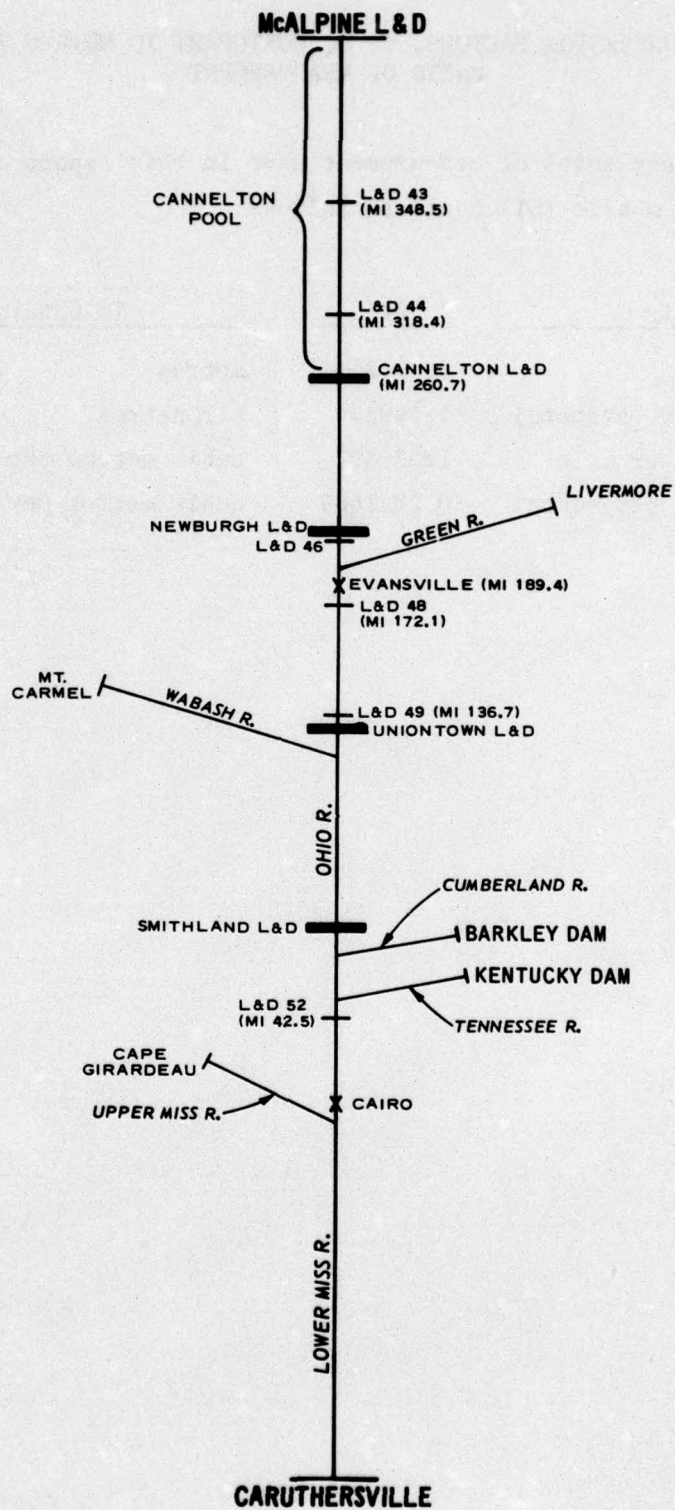 McALPINE L&D
CANNELTON
POOL
L&D 43
(MI 348.5)
L&D 44
(MI 318.4)
CANNELTON L&D
(MI 260.7)
NEWBURGH L&D
L&D 46
GREEN R.
LIVERMORE
EVANSVILLE (MI 189.4)
L&D 48
(MI 172.1)
MT.
CARMEL
WABASH R.
L&D 49 (MI 136.7)
UNIONTOWN L&D
OHIO R.
CUMBERLAND R.
SMITHLAND L&D
BARKLEY DAM
KENTUCKY DAM
L&D 52
(MI 42.5)
TENNESSEE R.
CAPE
GIRARDEAU
UPPER MISS R.
CAIRO
LOWER MISS R.
CARUTHERSVILLE